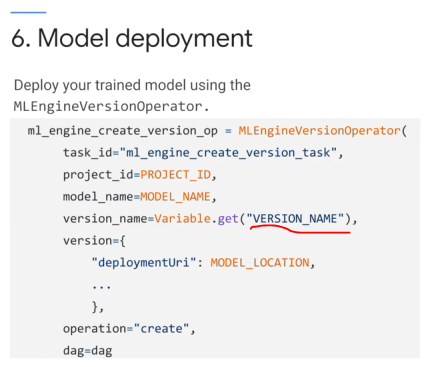 6. Model deployment
Deploy your trained model using the
MLEngineVersionOperator.
ml_engine_create_version_op = MLEngineVersionOperator(
task_id="ml_engine_create_version_task",
project_id=PROJECT_ID,
model_name=MODEL_NAME,
version_name=Variable.get("VERSION_NAME"),
version={
"deploymentUri": MODEL_LOCATION,
...
},
operation="create",
dag=dag